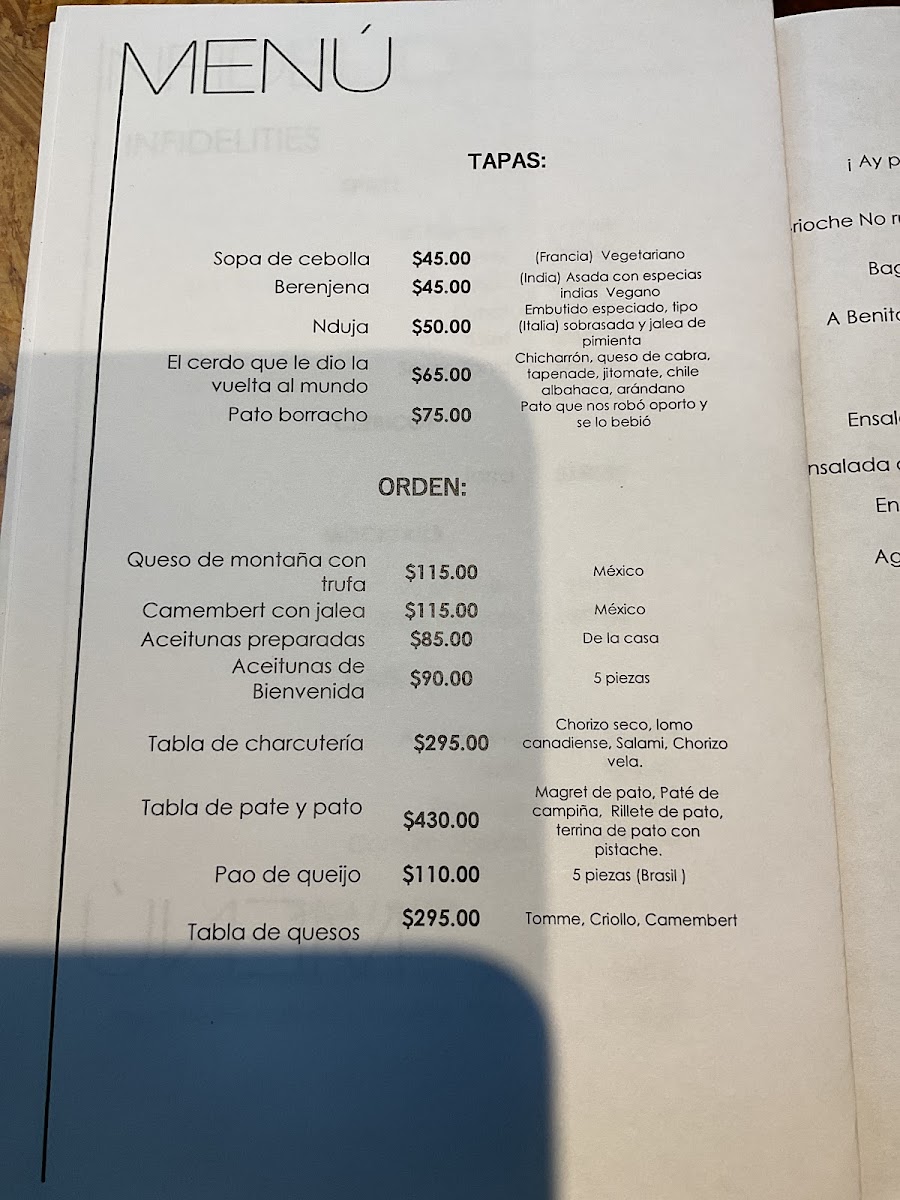 MENÚ
INFIDELITIES
TAPAS:
Sopa de cebolla $45.00 (Francia) Vegetariano
Berenjena $45.00 (India) Asada con especias
indias Vegano
Nduja $50.00 Embutido especiado, tipo
(Italia) sobrasada y jalea de
pimienta
El cerdo que le dio la
vuelta al mundo $65.00 Chicharrón, queso de cabra,
tapenade, jitomate, chile
albahaca, arándano
Pato borracho $75.00 Pato que nos robó oporto y
se lo bebió
ORDEN:
Queso de montaña con
trufa $115.00 México
Camembert con jalea $115.00 México
Aceitunas preparadas $85.00 De la casa
Aceitunas de
Bienvenida $90.00 5 piezas
Tabla de charcutería $295.00 Chorizo seco, lomo
canadiense, Salami, Chorizo
vela.
Tabla de pate y pato $430.00 Magret de pato, Paté de
campiña, Rillete de pato,
terrina de pato con
pistache.
Pao de queijo $110.00 5 piezas (Brasil )
Tabla de quesos $295.00 Tomme, Criollo, Camembert
¡ Ay p
rioche No r
Bag
A Benito
Ensal
nsalada
En
Ag